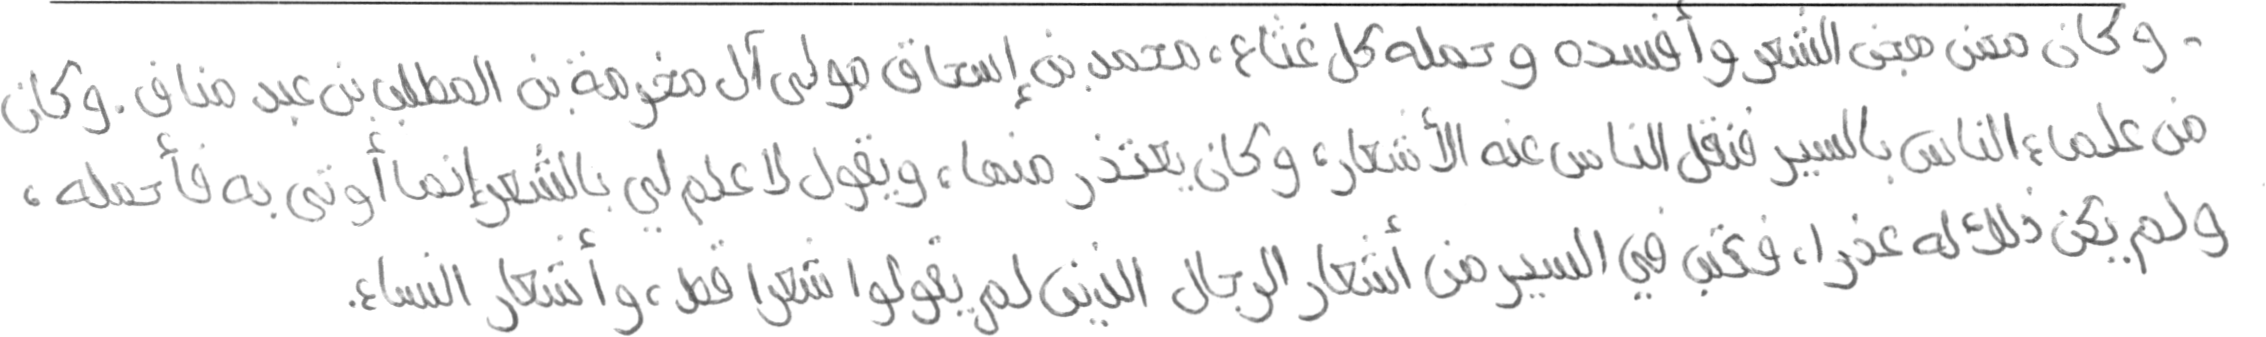 - وكان ممن هجن الشعر وأفسده وحمله كل غثاء، محمد بن إسحاق مولى آل مخرمة بن المطلب بن عبد مناف. وكان
من علماء الناس بالسير فنقل الناس عنه الأشعار، وكان يعتذر منها، ويقول لا علم لي بالشعر إنما أوتى به فأحمله،
ولم يكن ذلك له عذرا، فكتب في السير من أشعار الرجال الذين لم يقولوا شعرا قط، وأشعار النساء.